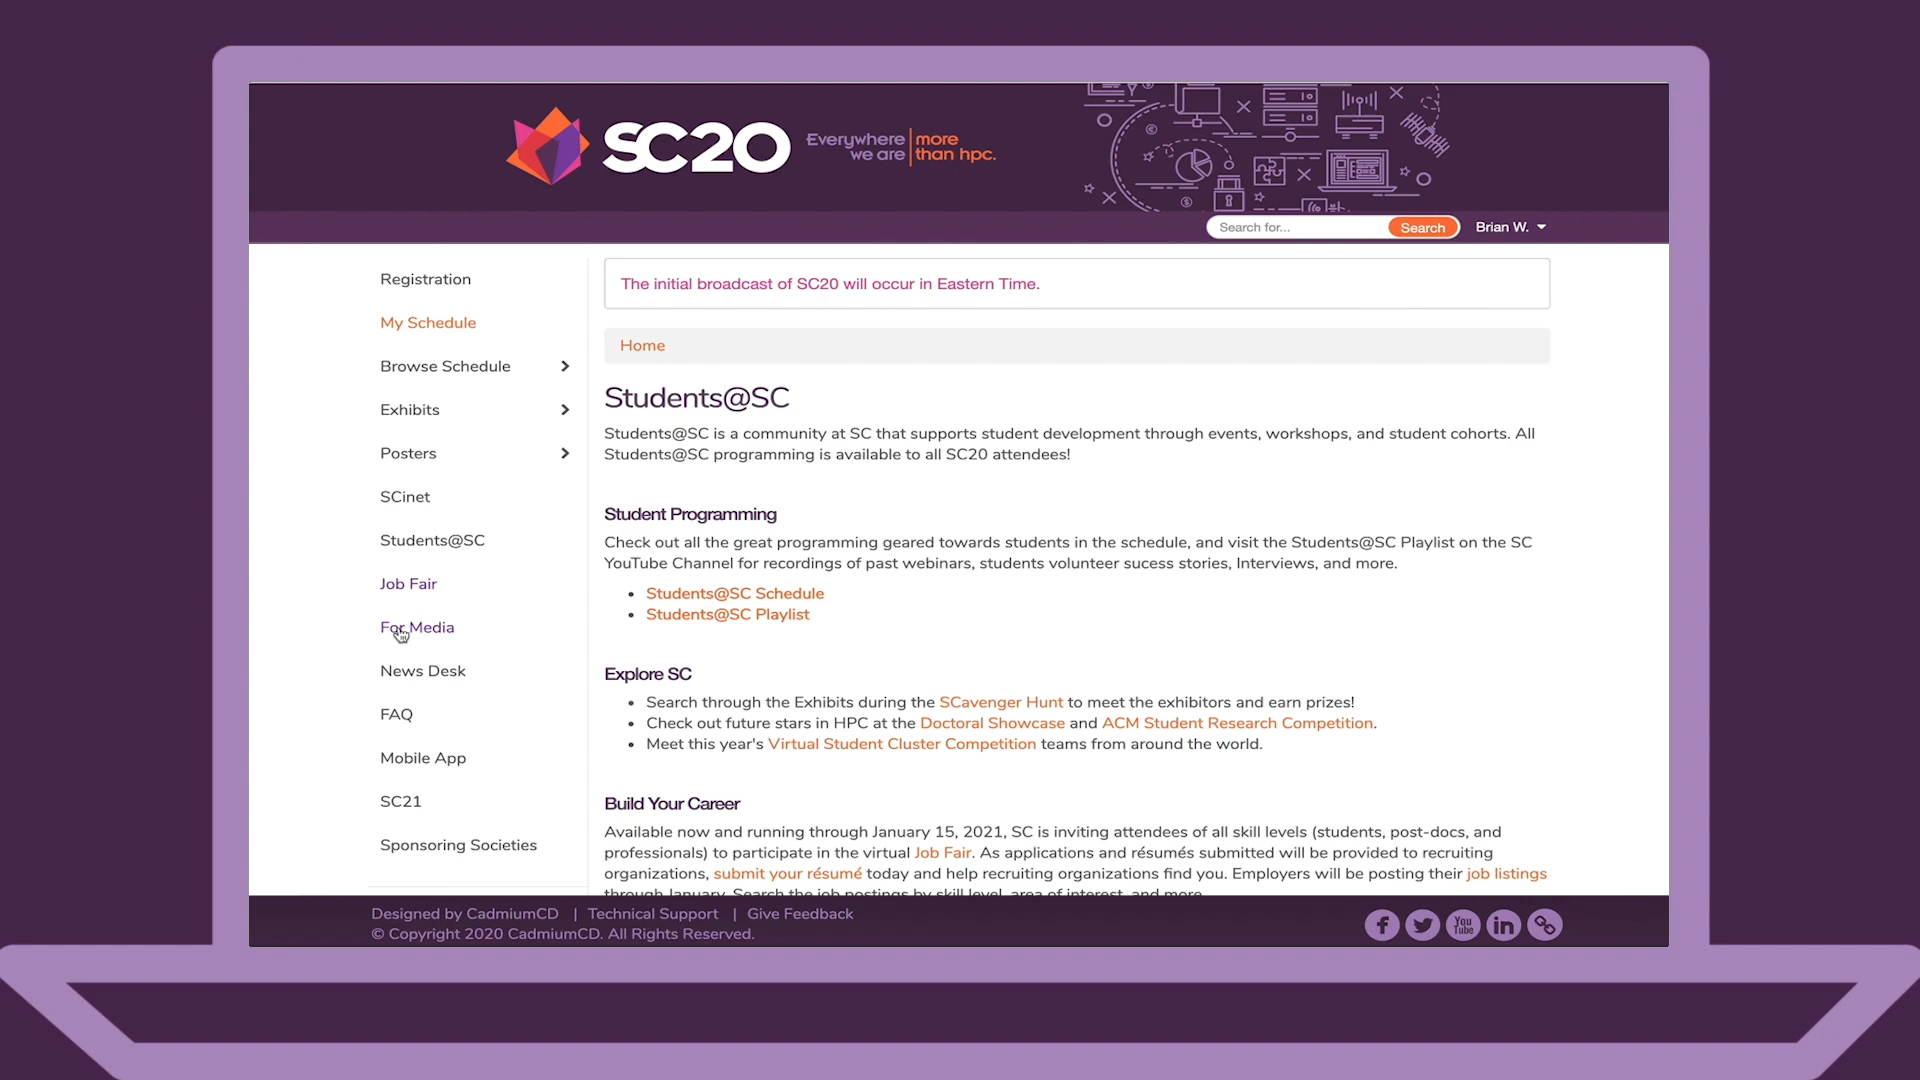 SC20
Everywhere we are | more than hpc.
Search for... Search Brian W.
Registration
My Schedule
Browse Schedule
Exhibits
Posters
SCinet
Students@SC
Job Fair
For Media
News Desk
FAQ
Mobile App
SC21
Sponsoring Societies
The initial broadcast of SC20 will occur in Eastern Time.
Home
Students@SC
Students@SC is a community at SC that supports student development through events, workshops, and student cohorts. All
Students@SC programming is available to all SC20 attendees!
Student Programming
Check out all the great programming geared towards students in the schedule, and visit the Students@SC Playlist on the SC
YouTube Channel for recordings of past webinars, students volunteer sucess stories, Interviews, and more.
• Students@SC Schedule
• Students@SC Playlist
Explore SC
• Search through the Exhibits during the SCavenger Hunt to meet the exhibitors and earn prizes!
• Check out future stars in HPC at the Doctoral Showcase and ACM Student Research Competition.
• Meet this year's Virtual Student Cluster Competition teams from around the world.
Build Your Career
Available now and running through January 15, 2021, SC is inviting attendees of all skill levels (students, post-docs, and
professionals) to participate in the virtual Job Fair. As applications and résumés submitted will be provided to recruiting
organizations, submit your résumé today and help recruiting organizations find you. Employers will be posting their job listings
through January. Search the job postings by skill level, area of interest, and more.
Designed by CadmiumCD | Technical Support | Give Feedback
© Copyright 2020 CadmiumCD. All Rights Reserved.
You Tube